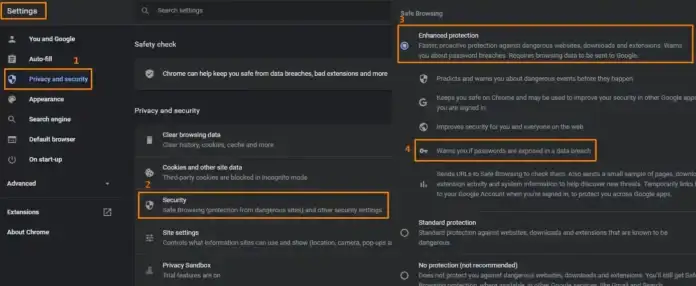 Settings
You and Google
Auto-fill
1
Privacy and security
Appearance
Search engine
Default browser
On start-up
Advanced
Extensions
About Chrome
Search settings
Safety check
Chrome can help keep you safe from data breaches, bad extensions and more
Privacy and security
Clear browsing data
Clear history, cookies, cache and more
Cookies and other site data
Third-party cookies are blocked in Incognito mode
2
Security
Safe Browsing (protection from dangerous sites) and other security settings
Site settings
Controls what information sites can use and show (location, camera, pop-ups a
Privacy Sandbox
Trial features are on
Safe Browsing
3
Enhanced protection
Faster, proactive protection against dangerous websites, downloads and extensions. Warns
you about password breaches. Requires browsing data to be sent to Google.
Predicts and warns you about dangerous events before they happen
Keeps you safe on Chrome and may be used to improve your security in other Google app
you are signed in.
Improves security for you and everyone on the web
4
Warns you if passwords are exposed in a data breach
Sends URLs to Safe Browsing to check them. Also sends a small sample of pages, downl
extension activity and system information to help discover new threats. Temporarily links t
to your Google Account when you're signed in, to protect you across Google apps.
Standard protection
Standard protection against websites, downloads and extensions that are known to be
dangerous
No protection (not recommended)
Does not protect you against dangerous websites, downloads and extensions. You'll still get Safe
Browsing protection, where available, in other Google services, like Gmail and Search.